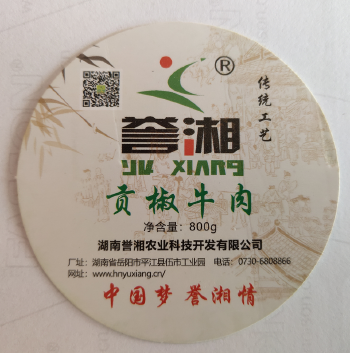 ®
传统工艺
誉湘
YU XIANG
贡椒牛肉
净含量：800g
湖南誉湘农业科技开发有限公司
厂址：湖南省岳阳市平江县伍市工业园 电话：0730-6808866
网址：www.hnyuxiang.cn/
中国梦 誉湘情